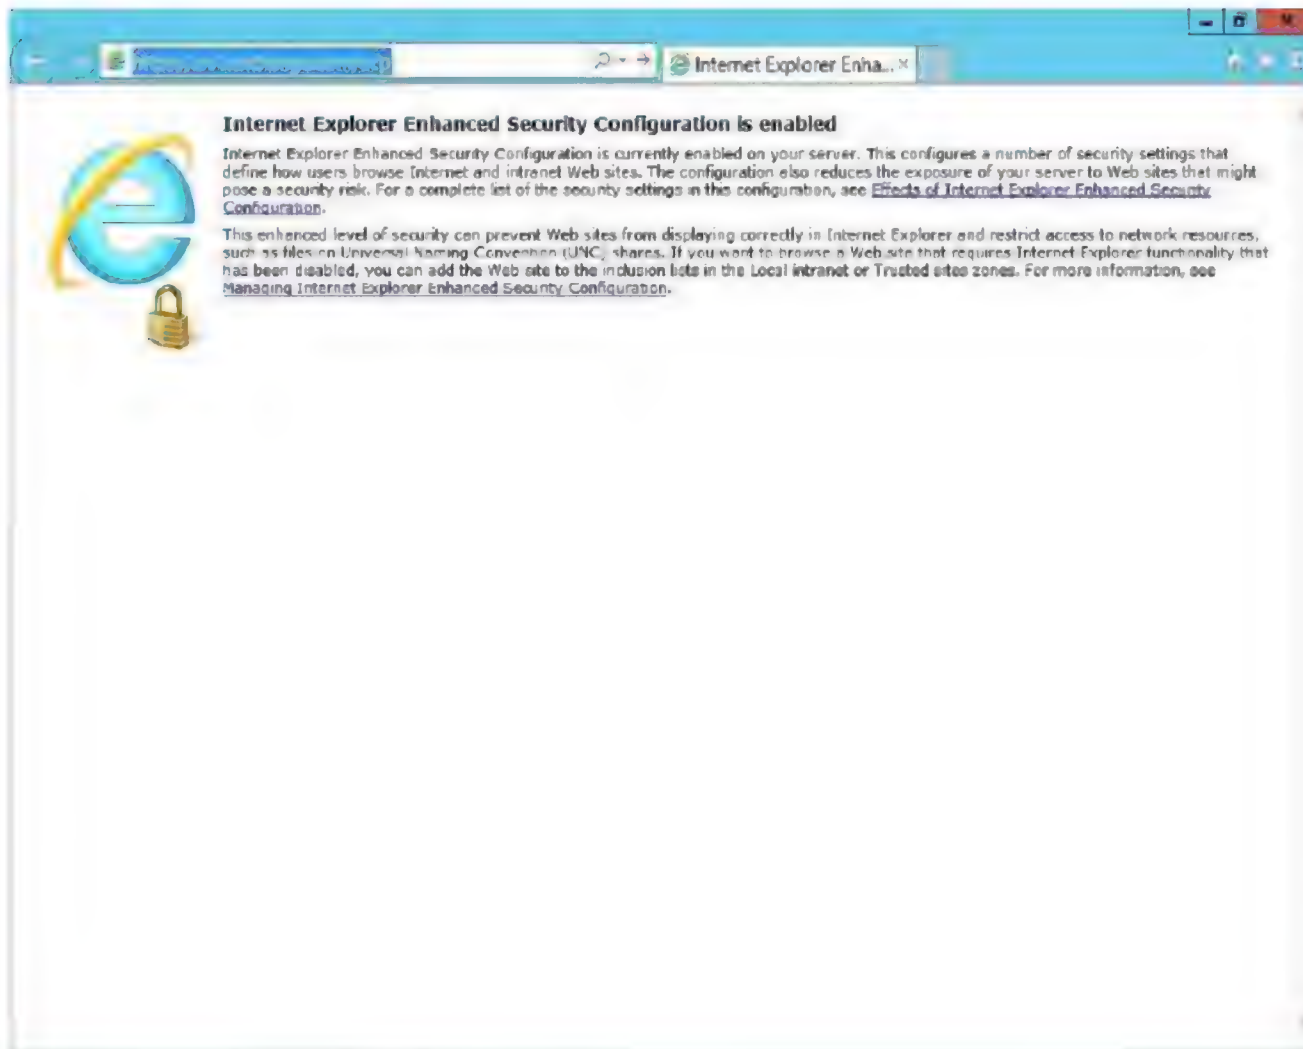 Internet Explorer Enha...
Internet Explorer Enhanced Security Configuration is enabled
Internet Explorer Enhanced Security Configuration is currently enabled on your server. This configures a number of security settings that
define how users browse Internet and intranet Web sites. The configuration also reduces the exposure of your server to Web sites that might
pose a security risk. For a complete list of the security settings in this configuration, see Effects of Internet Explorer Enhanced Security
Configuration.
This enhanced level of security can prevent Web sites from displaying correctly in Internet Explorer and restrict access to network resources,
such as files on Universal Naming Convention (UNC) shares. If you want to browse a Web site that requires Internet Explorer functionality that
has been disabled, you can add the Web site to the inclusion lists in the Local intranet or Trusted sites zones. For more information, see
Managing Internet Explorer Enhanced Security Configuration.